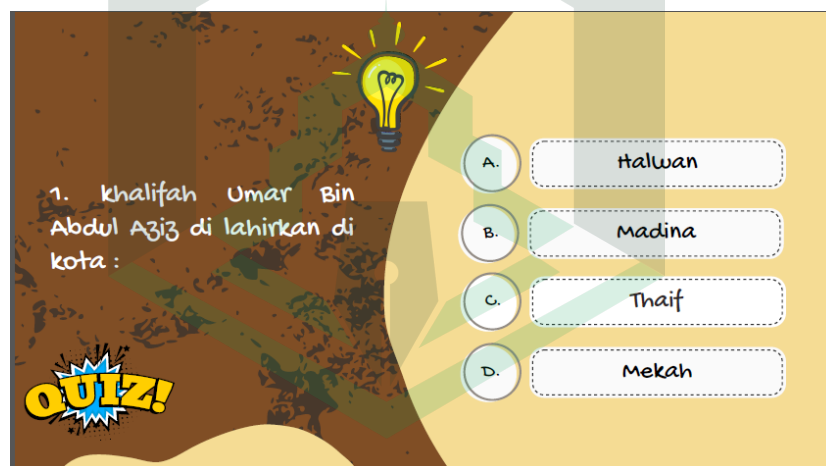 1. Khalifah Umar Bin
Abdul Aziz di lahirkan di
kota :
A. Halwan
B. Madina
C. Thaif
D. Mekah
QUIZ!